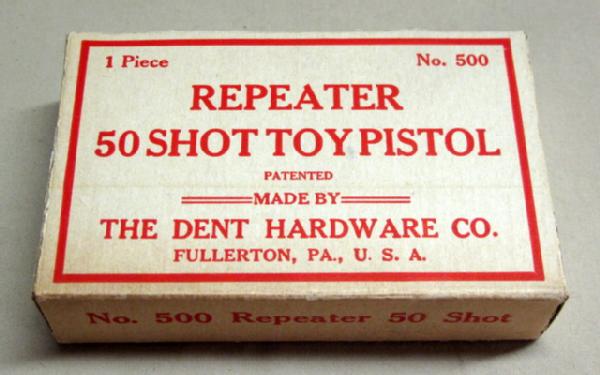 1 Piece No. 500
REPEATER
50 SHOT TOY PISTOL
PATENTED
MADE BY
THE DENT HARDWARE CO.
FULLERTON, PA., U. S. A.
No. 500 Repeater 50 Shot